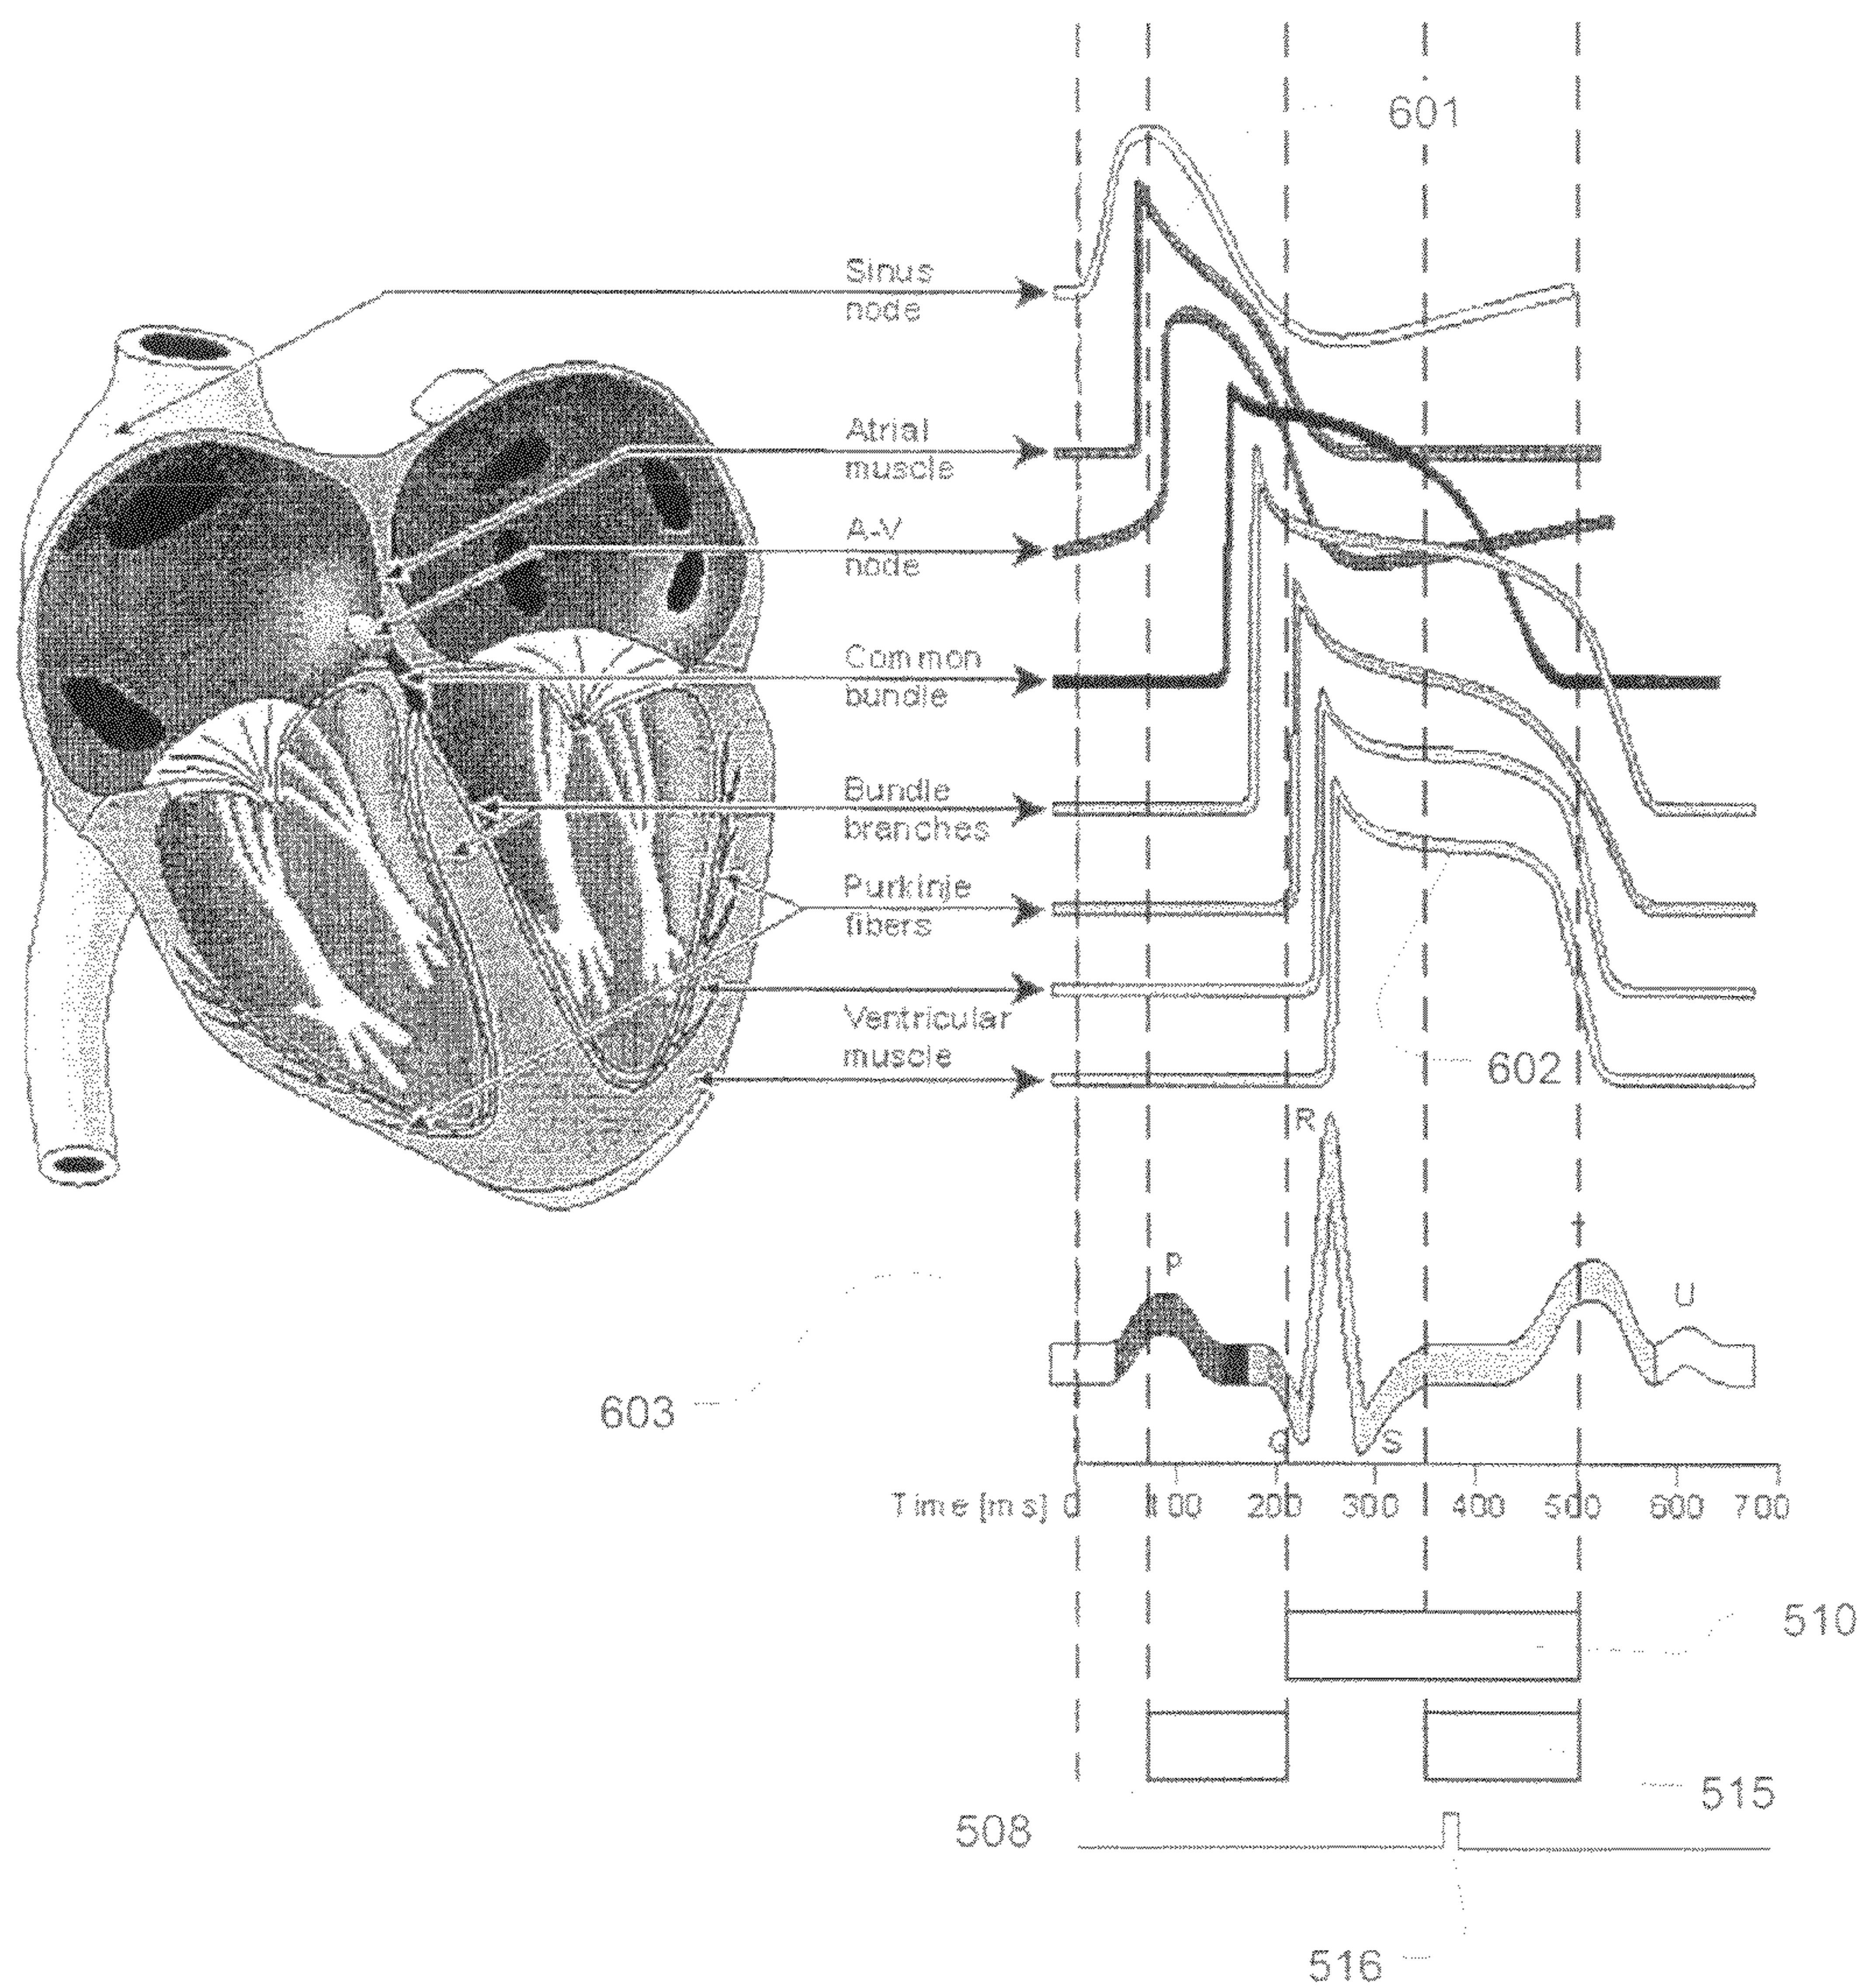 601
Sinus
node
Atrial
muscle
A-V
node
Common
bundle
Bundle
branches
Purkinje
fibers
Ventricular
muscle
602
R
P
T
U
603
Q
S
Time [ms] 0 100 200 300 400 500 600 700
510
515
508
516